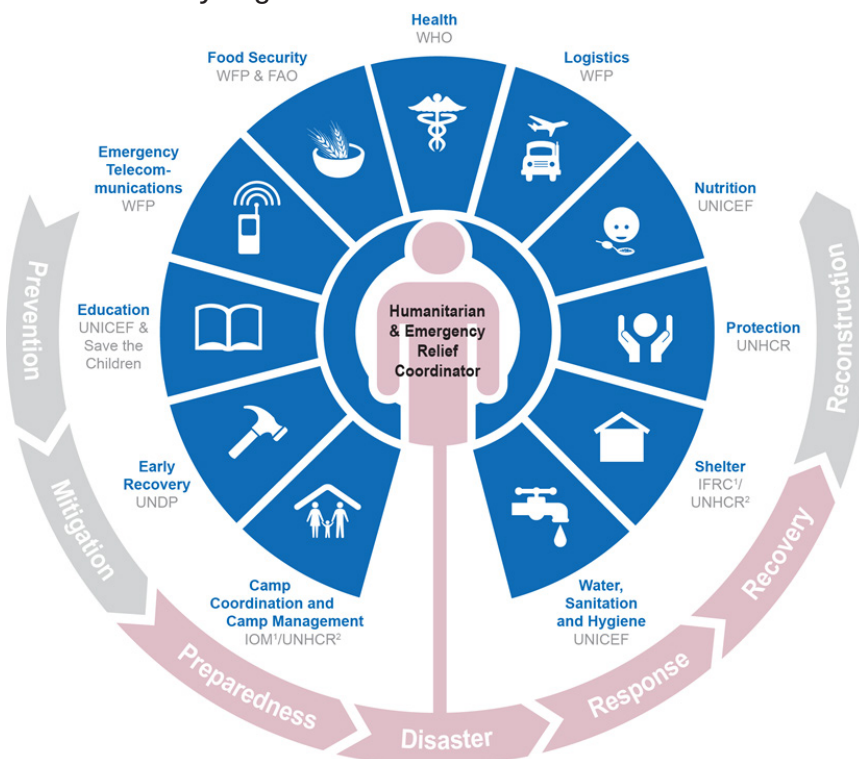 Health
WHO
Food Security
WFP & FAO
Logistics
WFP
Emergency
Telecom-
munications
WFP
Nutrition
UNICEF
Education
UNICEF &
Save the
Children
Protection
UNHCR
Humanitarian
& Emergency
Relief
Coordinator
Early
Recovery
UNDP
Shelter
IFRC¹/
UNHCR²
Camp
Coordination and
Camp Management
IOM¹/UNHCR²
Water,
Sanitation
and Hygiene
UNICEF
Prevention
Mitigation
Preparedness
Disaster
Response
Recovery
Reconstruction